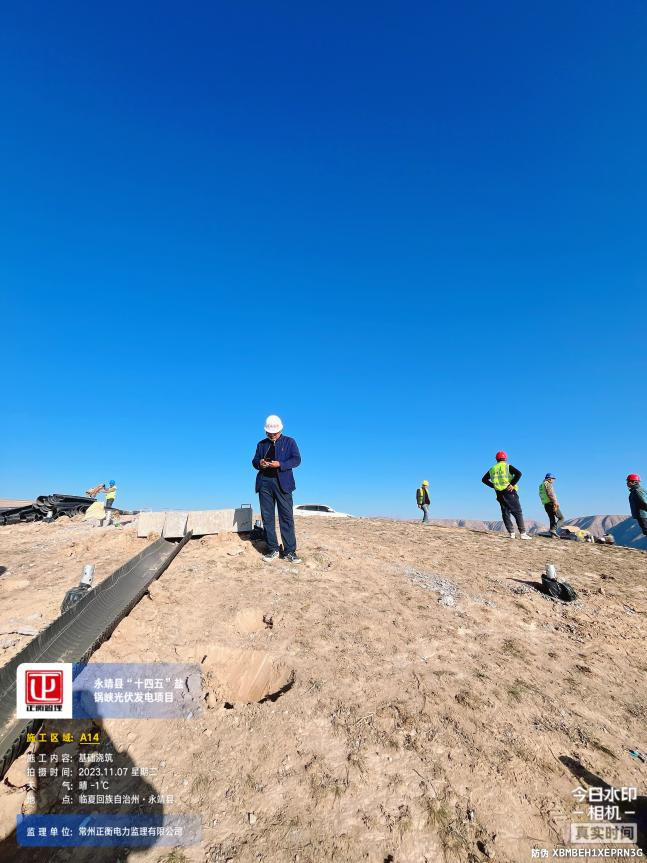 正衡管理
永靖县“十四五”盐
锅峡光伏发电项目
施工区域: A14
施工内容: 基础浇筑
拍摄时间: 2023.11.07 星期二
天气: 晴 -1℃
地点: 临夏回族自治州·永靖县
监理单位: 常州正衡电力监理有限公司
今日水印
相机
真实时间
防伪 XBMBEH1XEPRN3G